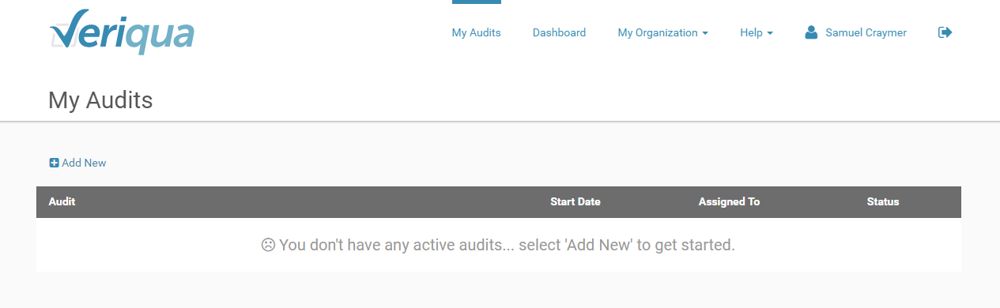 Veriqua
My Audits Dashboard My Organization Help Samuel Craymer
My Audits
Add New
Audit Start Date Assigned To Status
You don't have any active audits... select 'Add New' to get started.